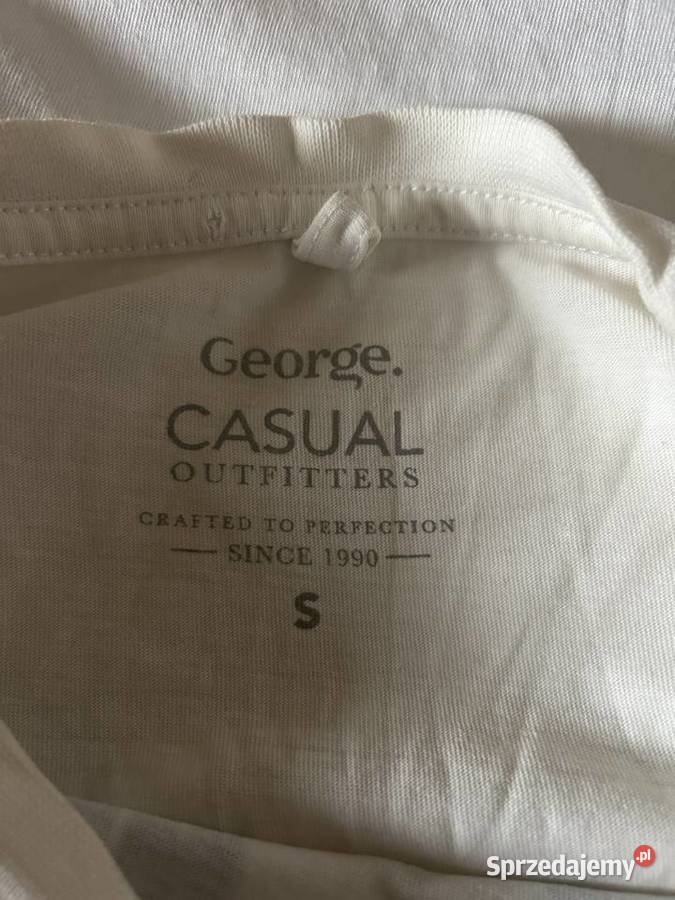 George.
CASUAL
OUTFITTERS
CRAFTED TO PERFECTION
SINCE 1990
S
Sprzedajemy.pl